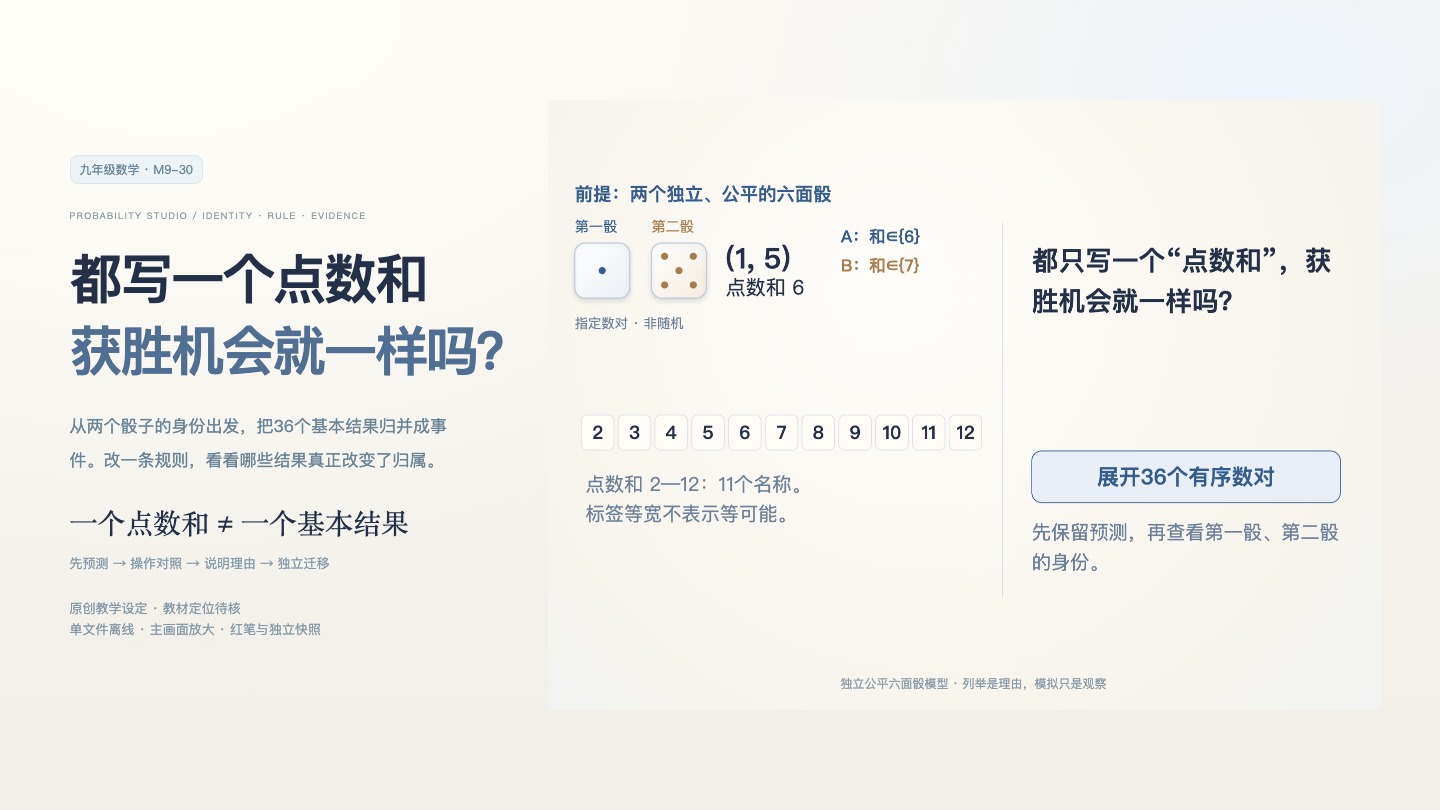 九年级数学 · M9–30
PROBABILITY STUDIO / IDENTITY · RULE · EVIDENCE
都写一个点数和
获胜机会就一样吗?
从两个骰子的身份出发，把36个基本结果归并成事
件。改一条规则，看看哪些结果真正改变了归属。
一个点数和 ≠ 一个基本结果
先预测 → 操作对照 → 说明理由 → 独立迁移
原创教学设定 · 教材定位待核
单文件离线 · 主画面放大 · 红笔与独立快照
前提：两个独立、公平的六面骰
第一骰
第二骰
(1, 5)
点数和 6
指定数对 · 非随机
A：和∈{6}
B：和∈{7}
2 3 4 5 6 7 8 9 10 11 12
点数和 2—12：11个名称。
标签等宽不表示等可能。
都只写一个“点数和”，获
胜机会就一样吗?
展开36个有序数对
先保留预测，再查看第一骰、第二骰
的身份。
独立公平六面骰模型 · 列举是理由，模拟只是观察